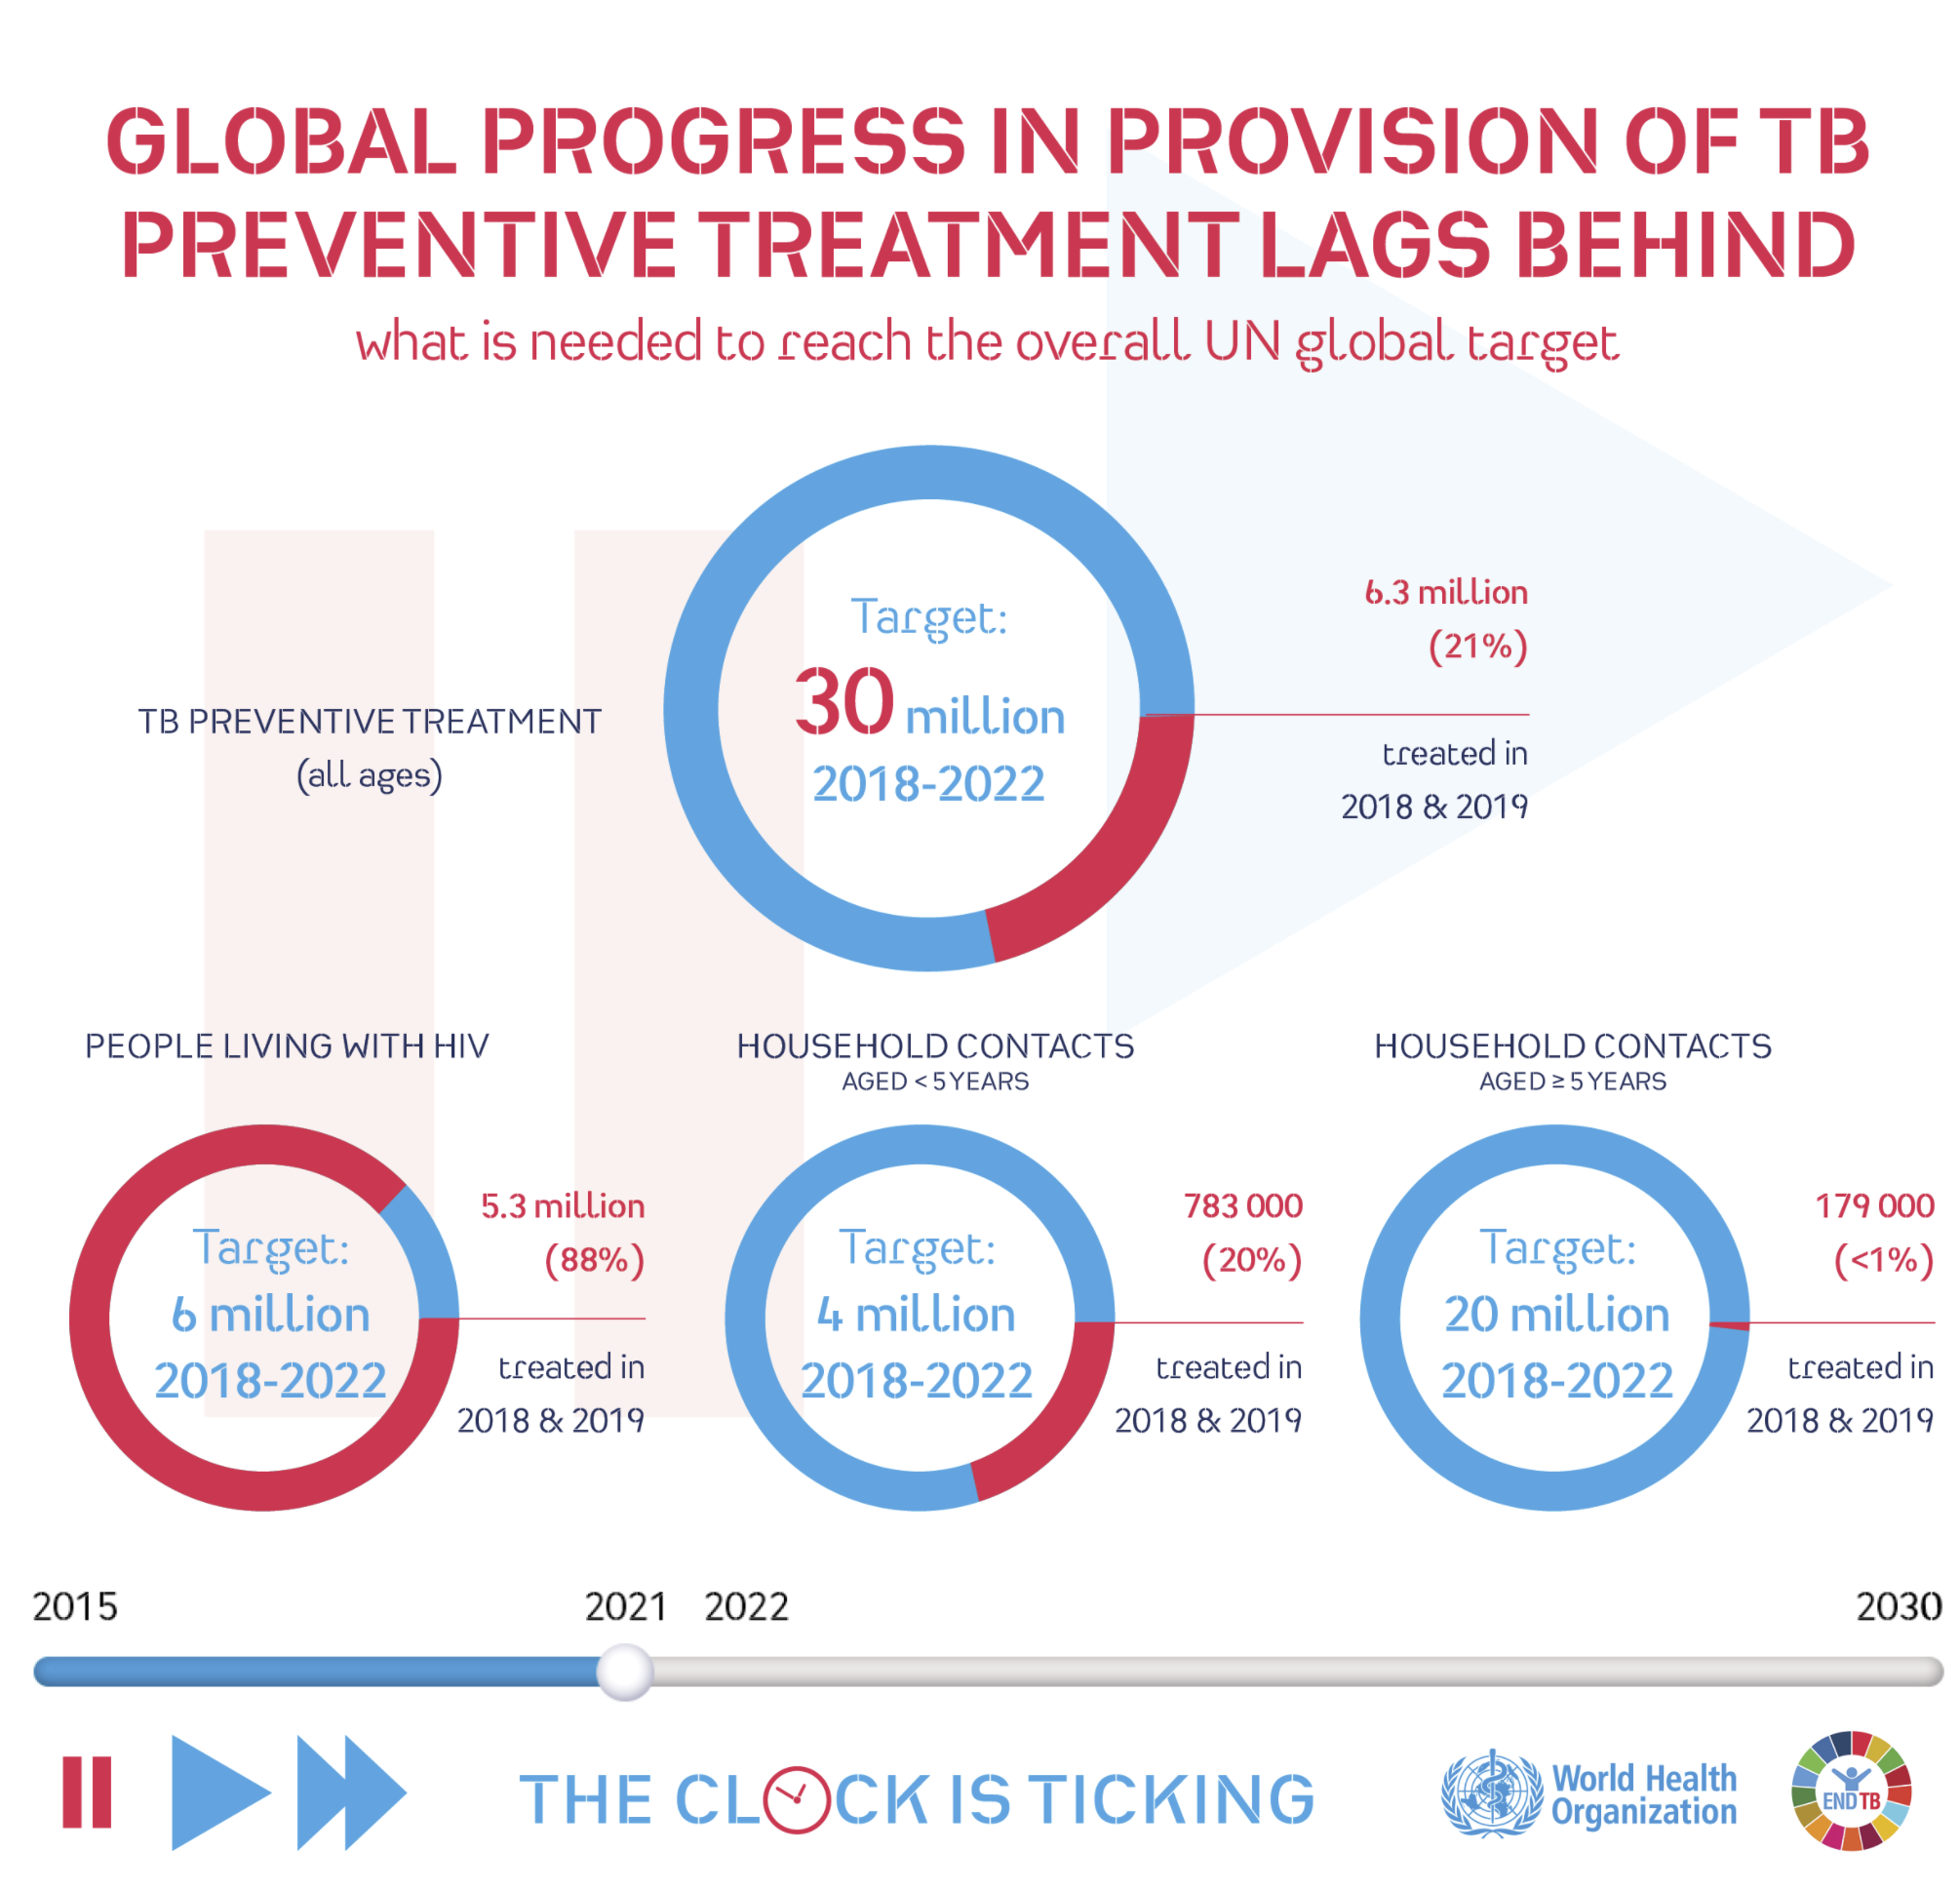 GLOBAL PROGRESS IN PROVISION OF TB
PREVENTIVE TREATMENT LAGS BEHIND
what is needed to reach the overall UN global target
TB PREVENTIVE TREATMENT
(all ages)
Target:
30 million
2018-2022
6.3 million
(21%)
treated in
2018 & 2019
PEOPLE LIVING WITH HIV
Target:
6 million
2018-2022
5.3 million
(88%)
treated in
2018 & 2019
HOUSEHOLD CONTACTS
AGED < 5 YEARS
Target:
4 million
2018-2022
783 000
(20%)
treated in
2018 & 2019
HOUSEHOLD CONTACTS
AGED ≥ 5 YEARS
Target:
20 million
2018-2022
179 000
(<1%)
treated in
2018 & 2019
2015 2021 2022 2030
THE CLOCK IS TICKING
World Health
Organization
END TB